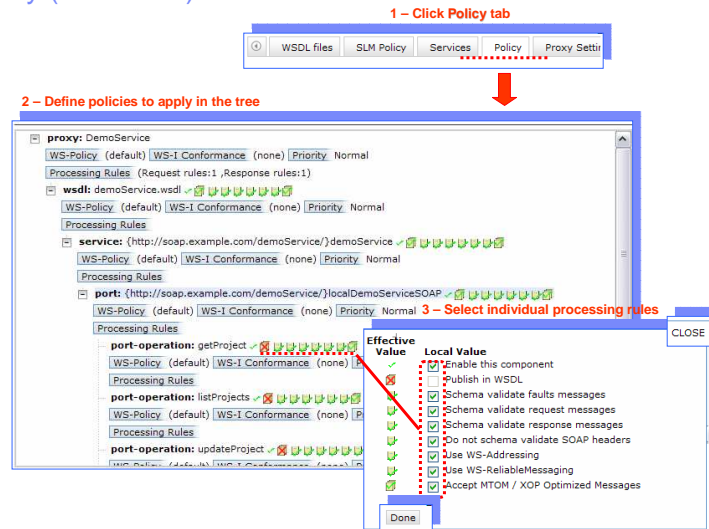 1 – Click Policy tab
WSDL files SLM Policy Services Policy Proxy Settin
2 – Define policies to apply in the tree
proxy: DemoService
WS-Policy (default) WS-I Conformance (none) Priority Normal
Processing Rules (Request rules:1 ,Response rules:1)
wsdl: demoService.wsdl
WS-Policy (default) WS-I Conformance (none) Priority Normal
Processing Rules
service: {http://soap.example.com/demoService/}demoService
WS-Policy (default) WS-I Conformance (none) Priority Normal
Processing Rules
port: {http://soap.example.com/demoService/}localDemoServiceSOAP
WS-Policy (default) WS-I Conformance (none) Priority Normal
Processing Rules
port-operation: getProject
WS-Policy (default) WS-I Conformance (none) P
Processing Rules
port-operation: listProjects
WS-Policy (default) WS-I Conformance (none) P
Processing Rules
port-operation: updateProject
WS-Policy (default) WS-I Conformance (none) P
3 – Select individual processing rules
CLOSE
Effective Value Local Value
Enable this component
Publish in WSDL
Schema validate faults messages
Schema validate request messages
Schema validate response messages
Do not schema validate SOAP headers
Use WS-Addressing
Use WS-ReliableMessaging
Accept MTOM / XOP Optimized Messages
Done